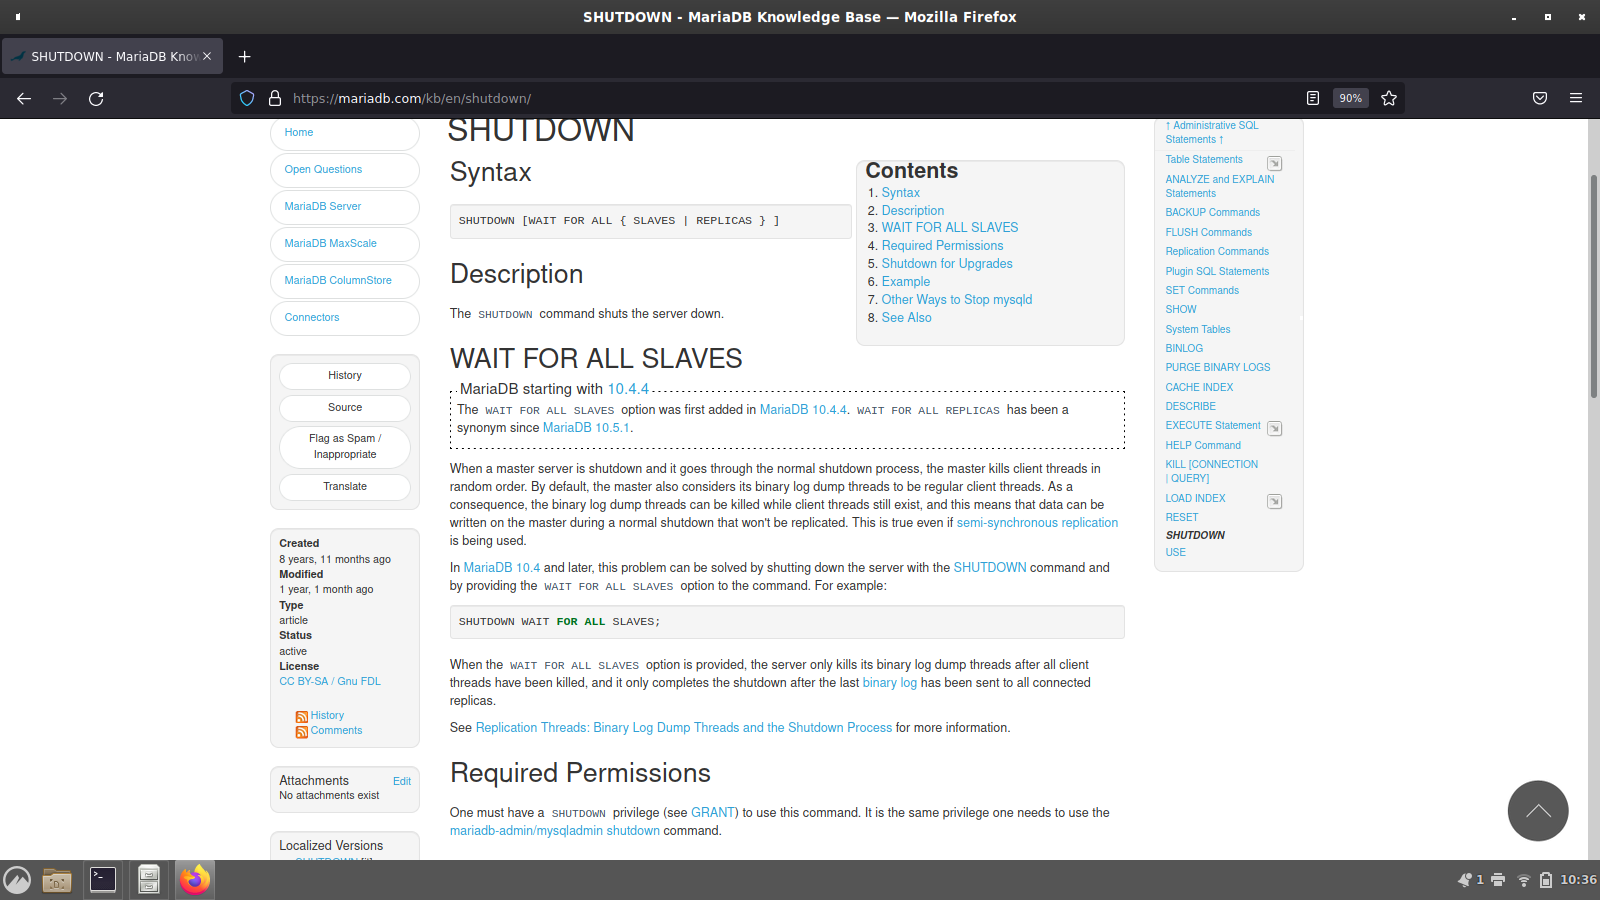 SHUTDOWN - MariaDB Knowledge Base — Mozilla Firefox
SHUTDOWN - MariaDB Know
https://mariadb.com/kb/en/shutdown/
90%
Home
Open Questions
MariaDB Server
MariaDB MaxScale
MariaDB ColumnStore
Connectors
History
Source
Flag as Spam /
Inappropriate
Translate
Created
8 years, 11 months ago
Modified
1 year, 1 month ago
Type
article
Status
active
License
CC BY-SA / Gnu FDL
History
Comments
Attachments
Edit
No attachments exist
Localized Versions
SHUTDOWN
Syntax
SHUTDOWN [WAIT FOR ALL { SLAVES | REPLICAS } ]
Description
The SHUTDOWN command shuts the server down.
Contents
1. Syntax
2. Description
3. WAIT FOR ALL SLAVES
4. Required Permissions
5. Shutdown for Upgrades
6. Example
7. Other Ways to Stop mysqld
8. See Also
WAIT FOR ALL SLAVES
MariaDB starting with 10.4.4
The WAIT FOR ALL SLAVES option was first added in MariaDB 10.4.4. WAIT FOR ALL REPLICAS has been a
synonym since MariaDB 10.5.1.
When a master server is shutdown and it goes through the normal shutdown process, the master kills client threads in
random order. By default, the master also considers its binary log dump threads to be regular client threads. As a
consequence, the binary log dump threads can be killed while client threads still exist, and this means that data can be
written on the master during a normal shutdown that won't be replicated. This is true even if semi-synchronous replication
is being used.
In MariaDB 10.4 and later, this problem can be solved by shutting down the server with the SHUTDOWN command and
by providing the WAIT FOR ALL SLAVES option to the command. For example:
SHUTDOWN WAIT FOR ALL SLAVES;
When the WAIT FOR ALL SLAVES option is provided, the server only kills its binary log dump threads after all client
threads have been killed, and it only completes the shutdown after the last binary log has been sent to all connected
replicas.
See Replication Threads: Binary Log Dump Threads and the Shutdown Process for more information.
Required Permissions
One must have a SHUTDOWN privilege (see GRANT) to use this command. It is the same privilege one needs to use the
mariadb-admin/mysqladmin shutdown command.
↑ Administrative SQL
Statements ↑
Table Statements
ANALYZE and EXPLAIN
Statements
BACKUP Commands
FLUSH Commands
Replication Commands
Plugin SQL Statements
SET Commands
SHOW
System Tables
BINLOG
PURGE BINARY LOGS
CACHE INDEX
DESCRIBE
EXECUTE Statement
HELP Command
KILL [CONNECTION
| QUERY]
LOAD INDEX
RESET
SHUTDOWN
USE
1
10:36